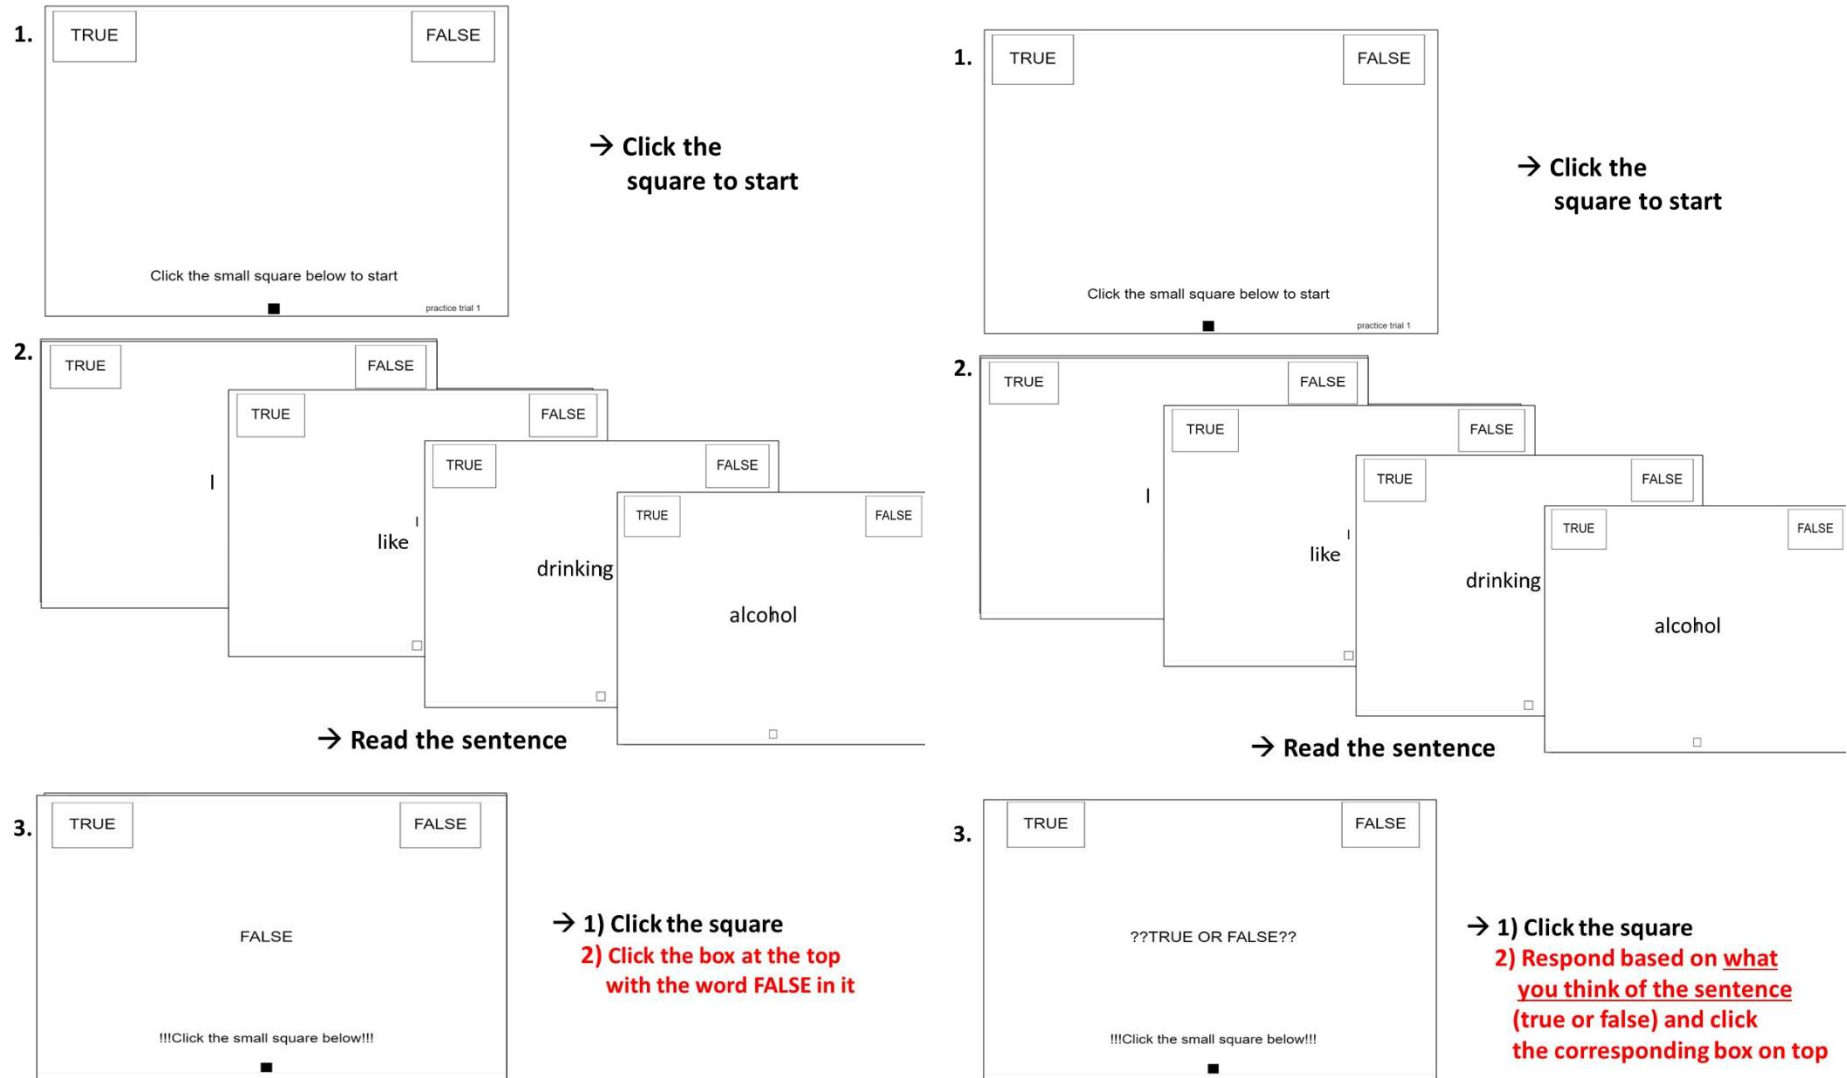 1.
TRUE
FALSE
Click the small square below to start
practice trial 1
→ Click the
square to start
2.
TRUE
FALSE
I
TRUE
FALSE
I
like
TRUE
FALSE
drinking
TRUE
FALSE
alcohol
→ Read the sentence
3.
TRUE
FALSE
FALSE
!!!Click the small square below!!!
→ 1) Click the square
2) Click the box at the top
with the word FALSE in it
1.
TRUE
FALSE
Click the small square below to start
practice trial 1
→ Click the
square to start
2.
TRUE
FALSE
I
TRUE
FALSE
I
like
TRUE
FALSE
drinking
TRUE
FALSE
alcohol
→ Read the sentence
3.
TRUE
FALSE
??TRUE OR FALSE??
!!!Click the small square below!!!
→ 1) Click the square
2) Respond based on what
you think of the sentence
(true or false) and click
the corresponding box on top